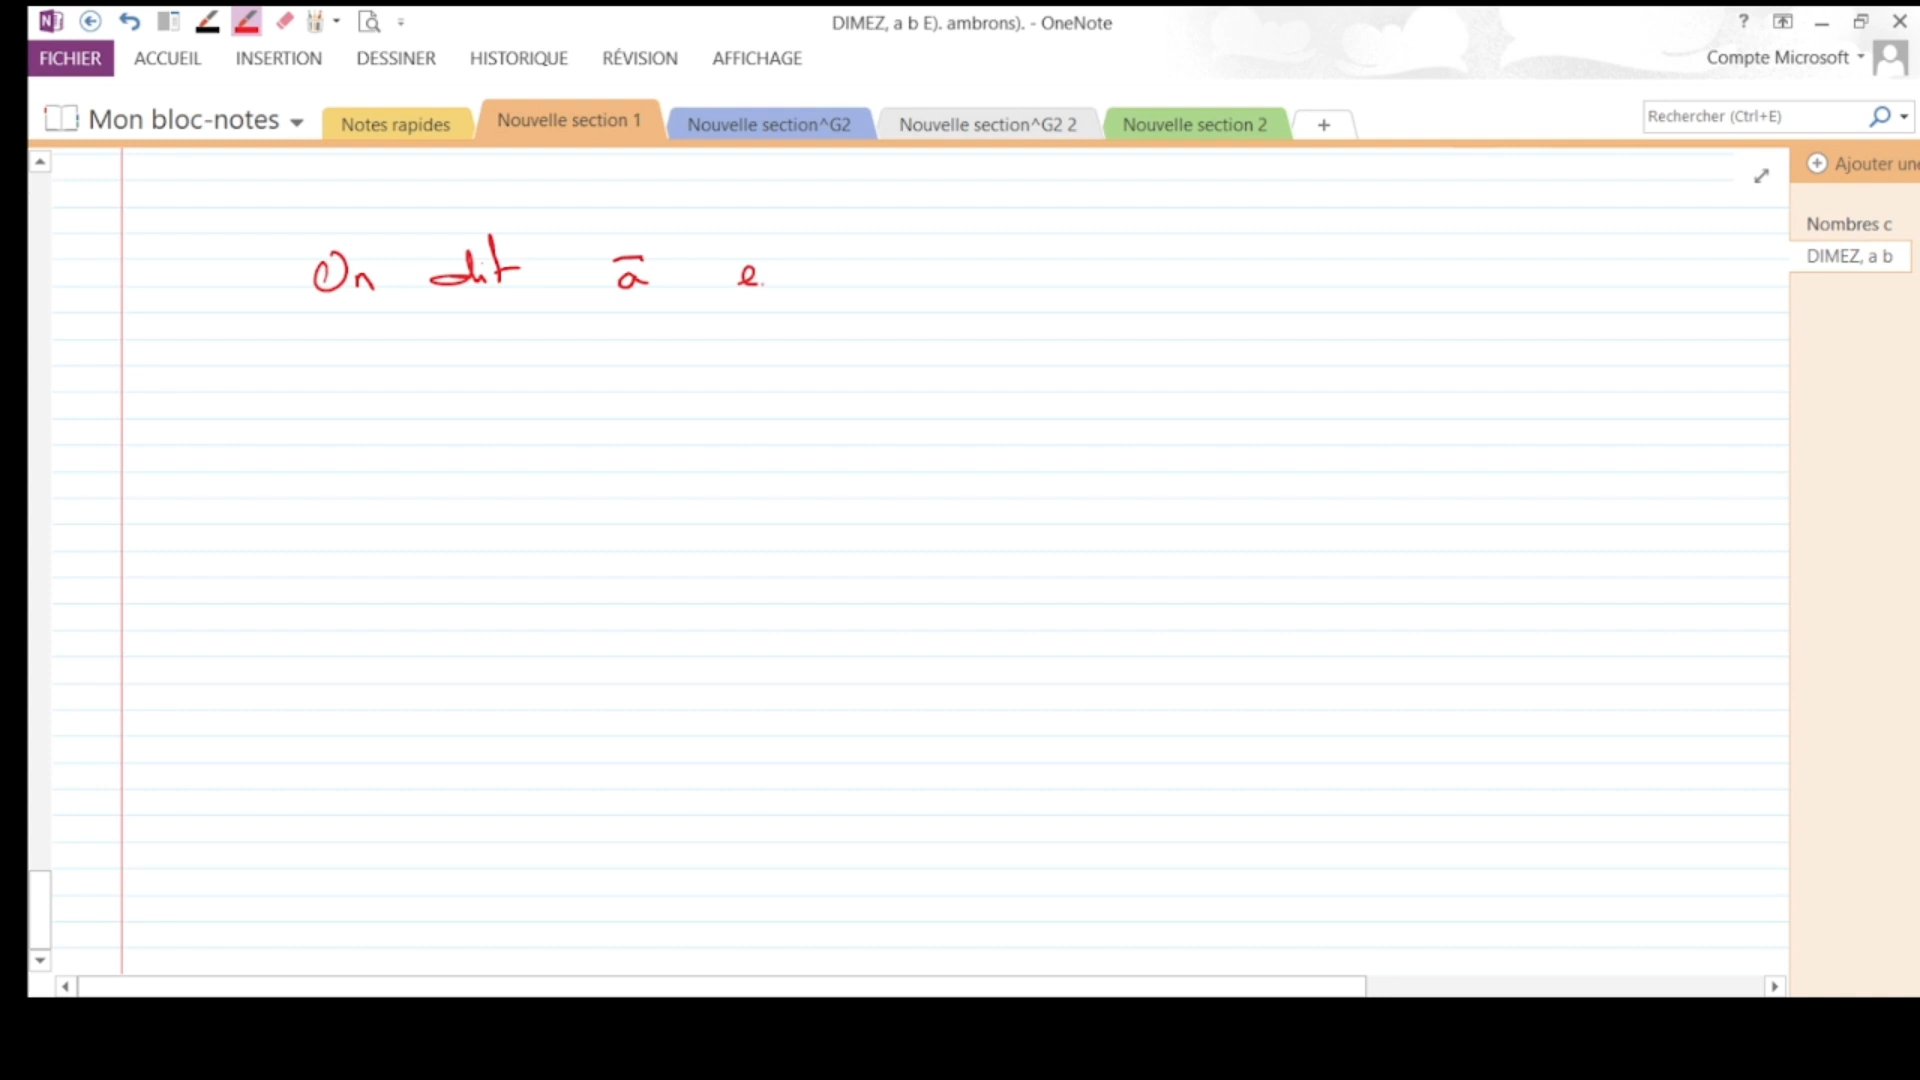 DIMEZ, a b E). ambrons). - OneNote
?
FICHIER ACCUEIL INSERTION DESSINER HISTORIQUE RÉVISION AFFICHAGE
Compte Microsoft
Mon bloc-notes
Notes rapides
Nouvelle section 1
Nouvelle section^G2
Nouvelle section^G2 2
Nouvelle section 2
+
Rechercher (Ctrl+E)
Ajouter une
Nombres c
DIMEZ, a b
On dit ā e